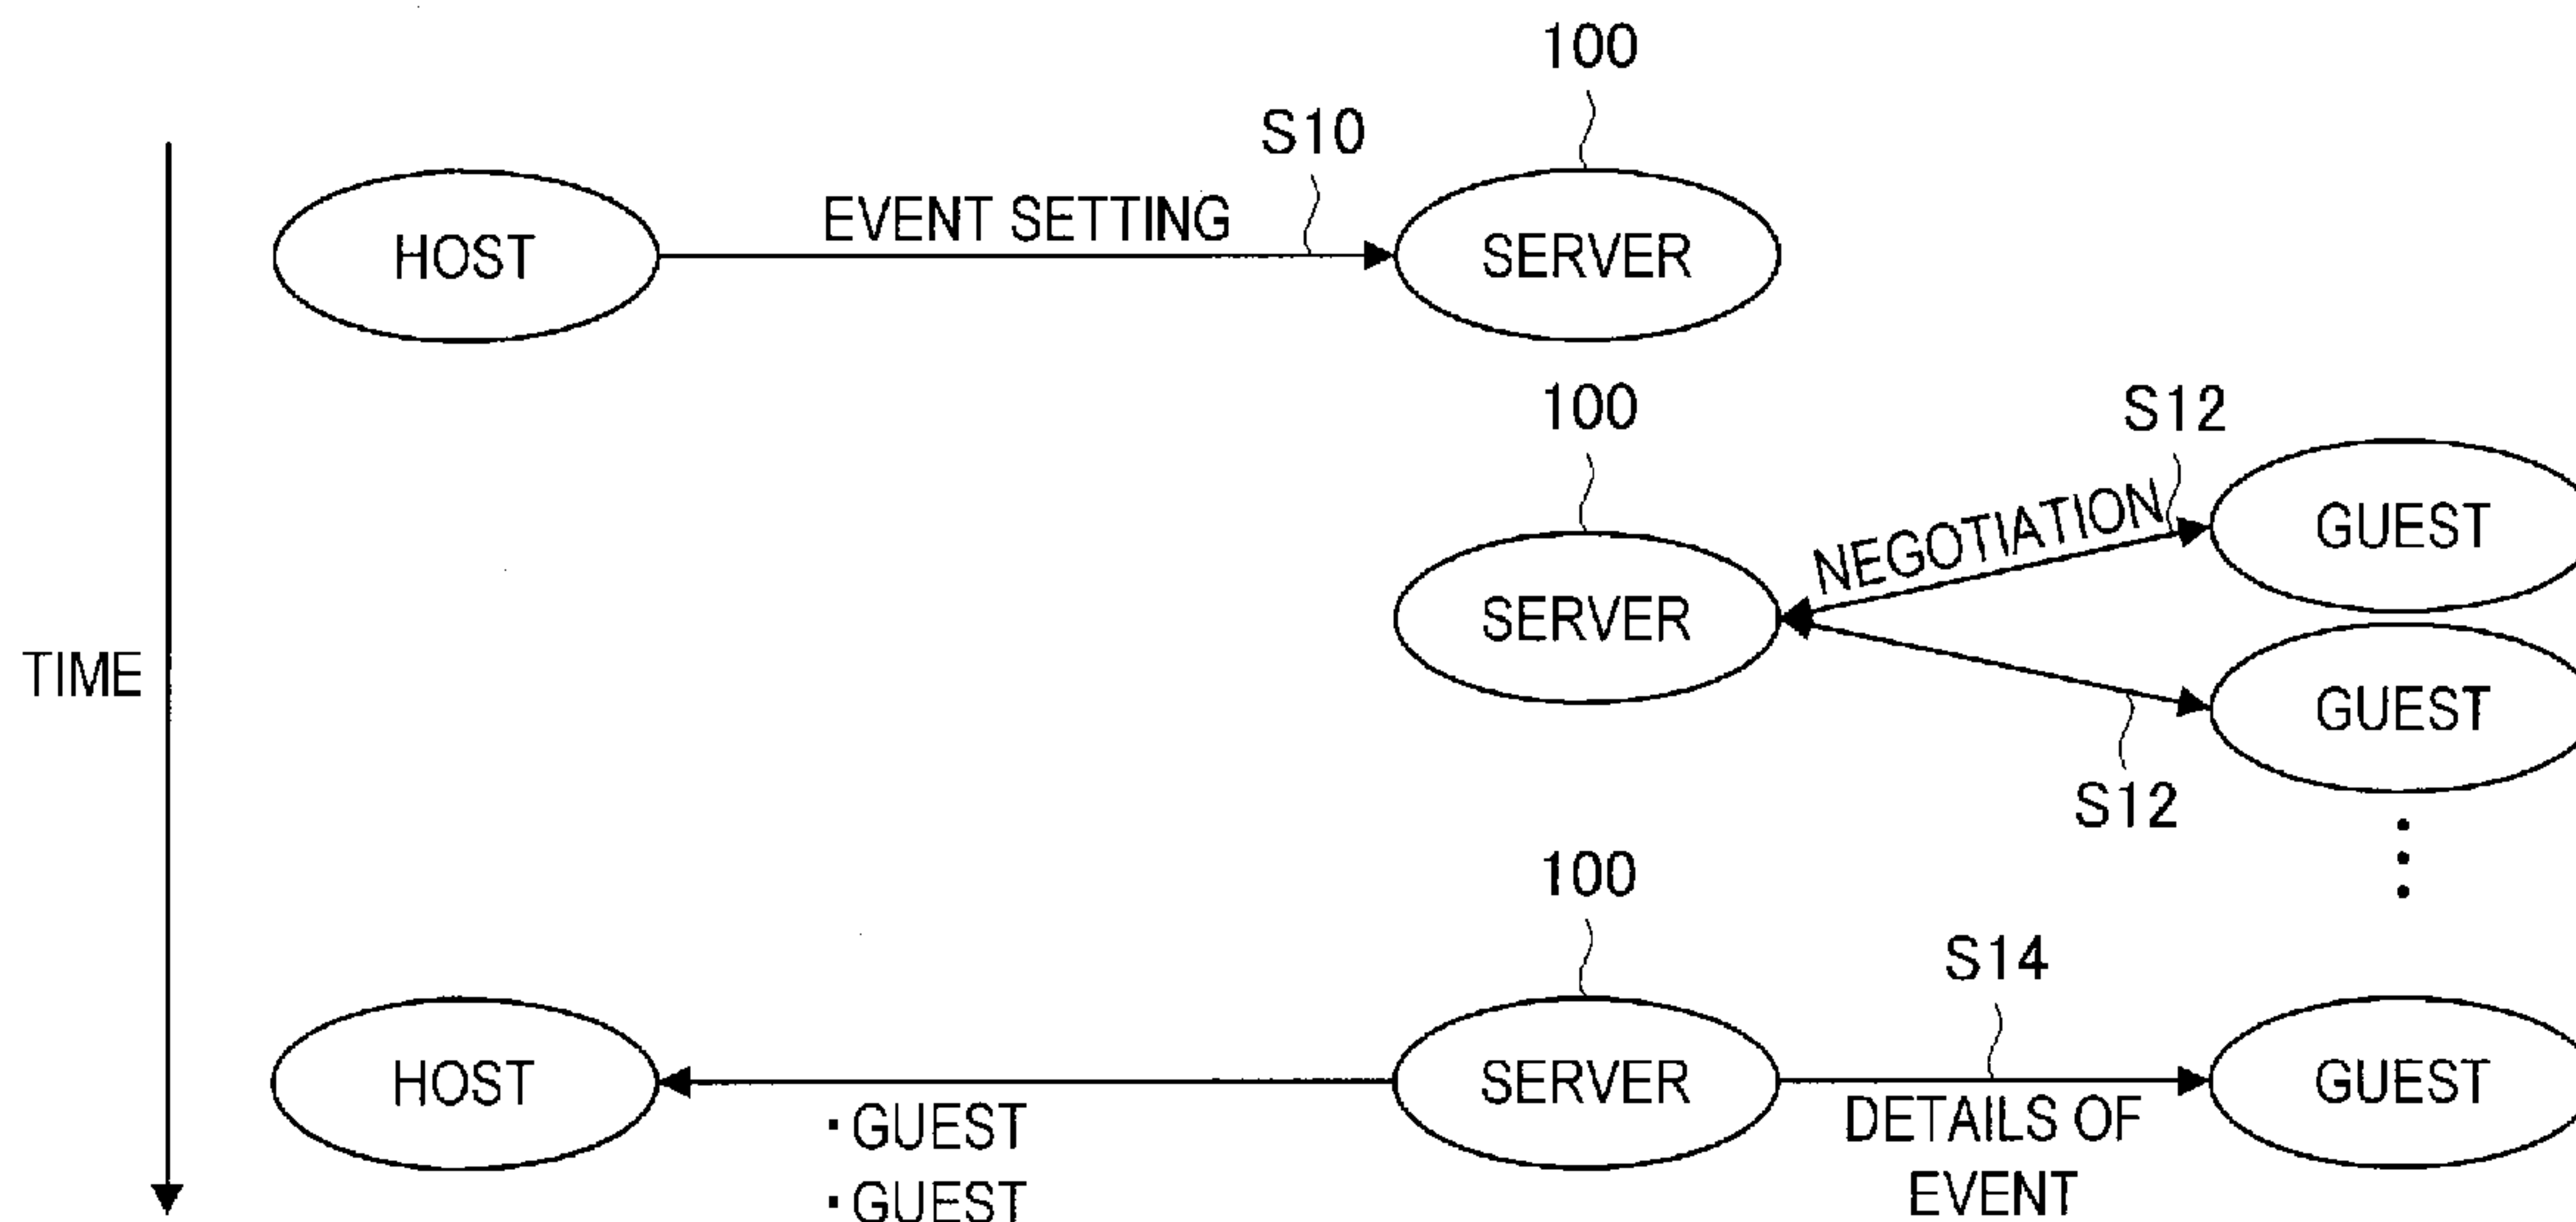 100
S10
EVENT SETTING
HOST
SERVER
100
S12
NEGOTIATION
GUEST
SERVER
TIME
GUEST
S12
100
S14
HOST
SERVER
GUEST
・GUEST
・GUEST
DETAILS OF
EVENT